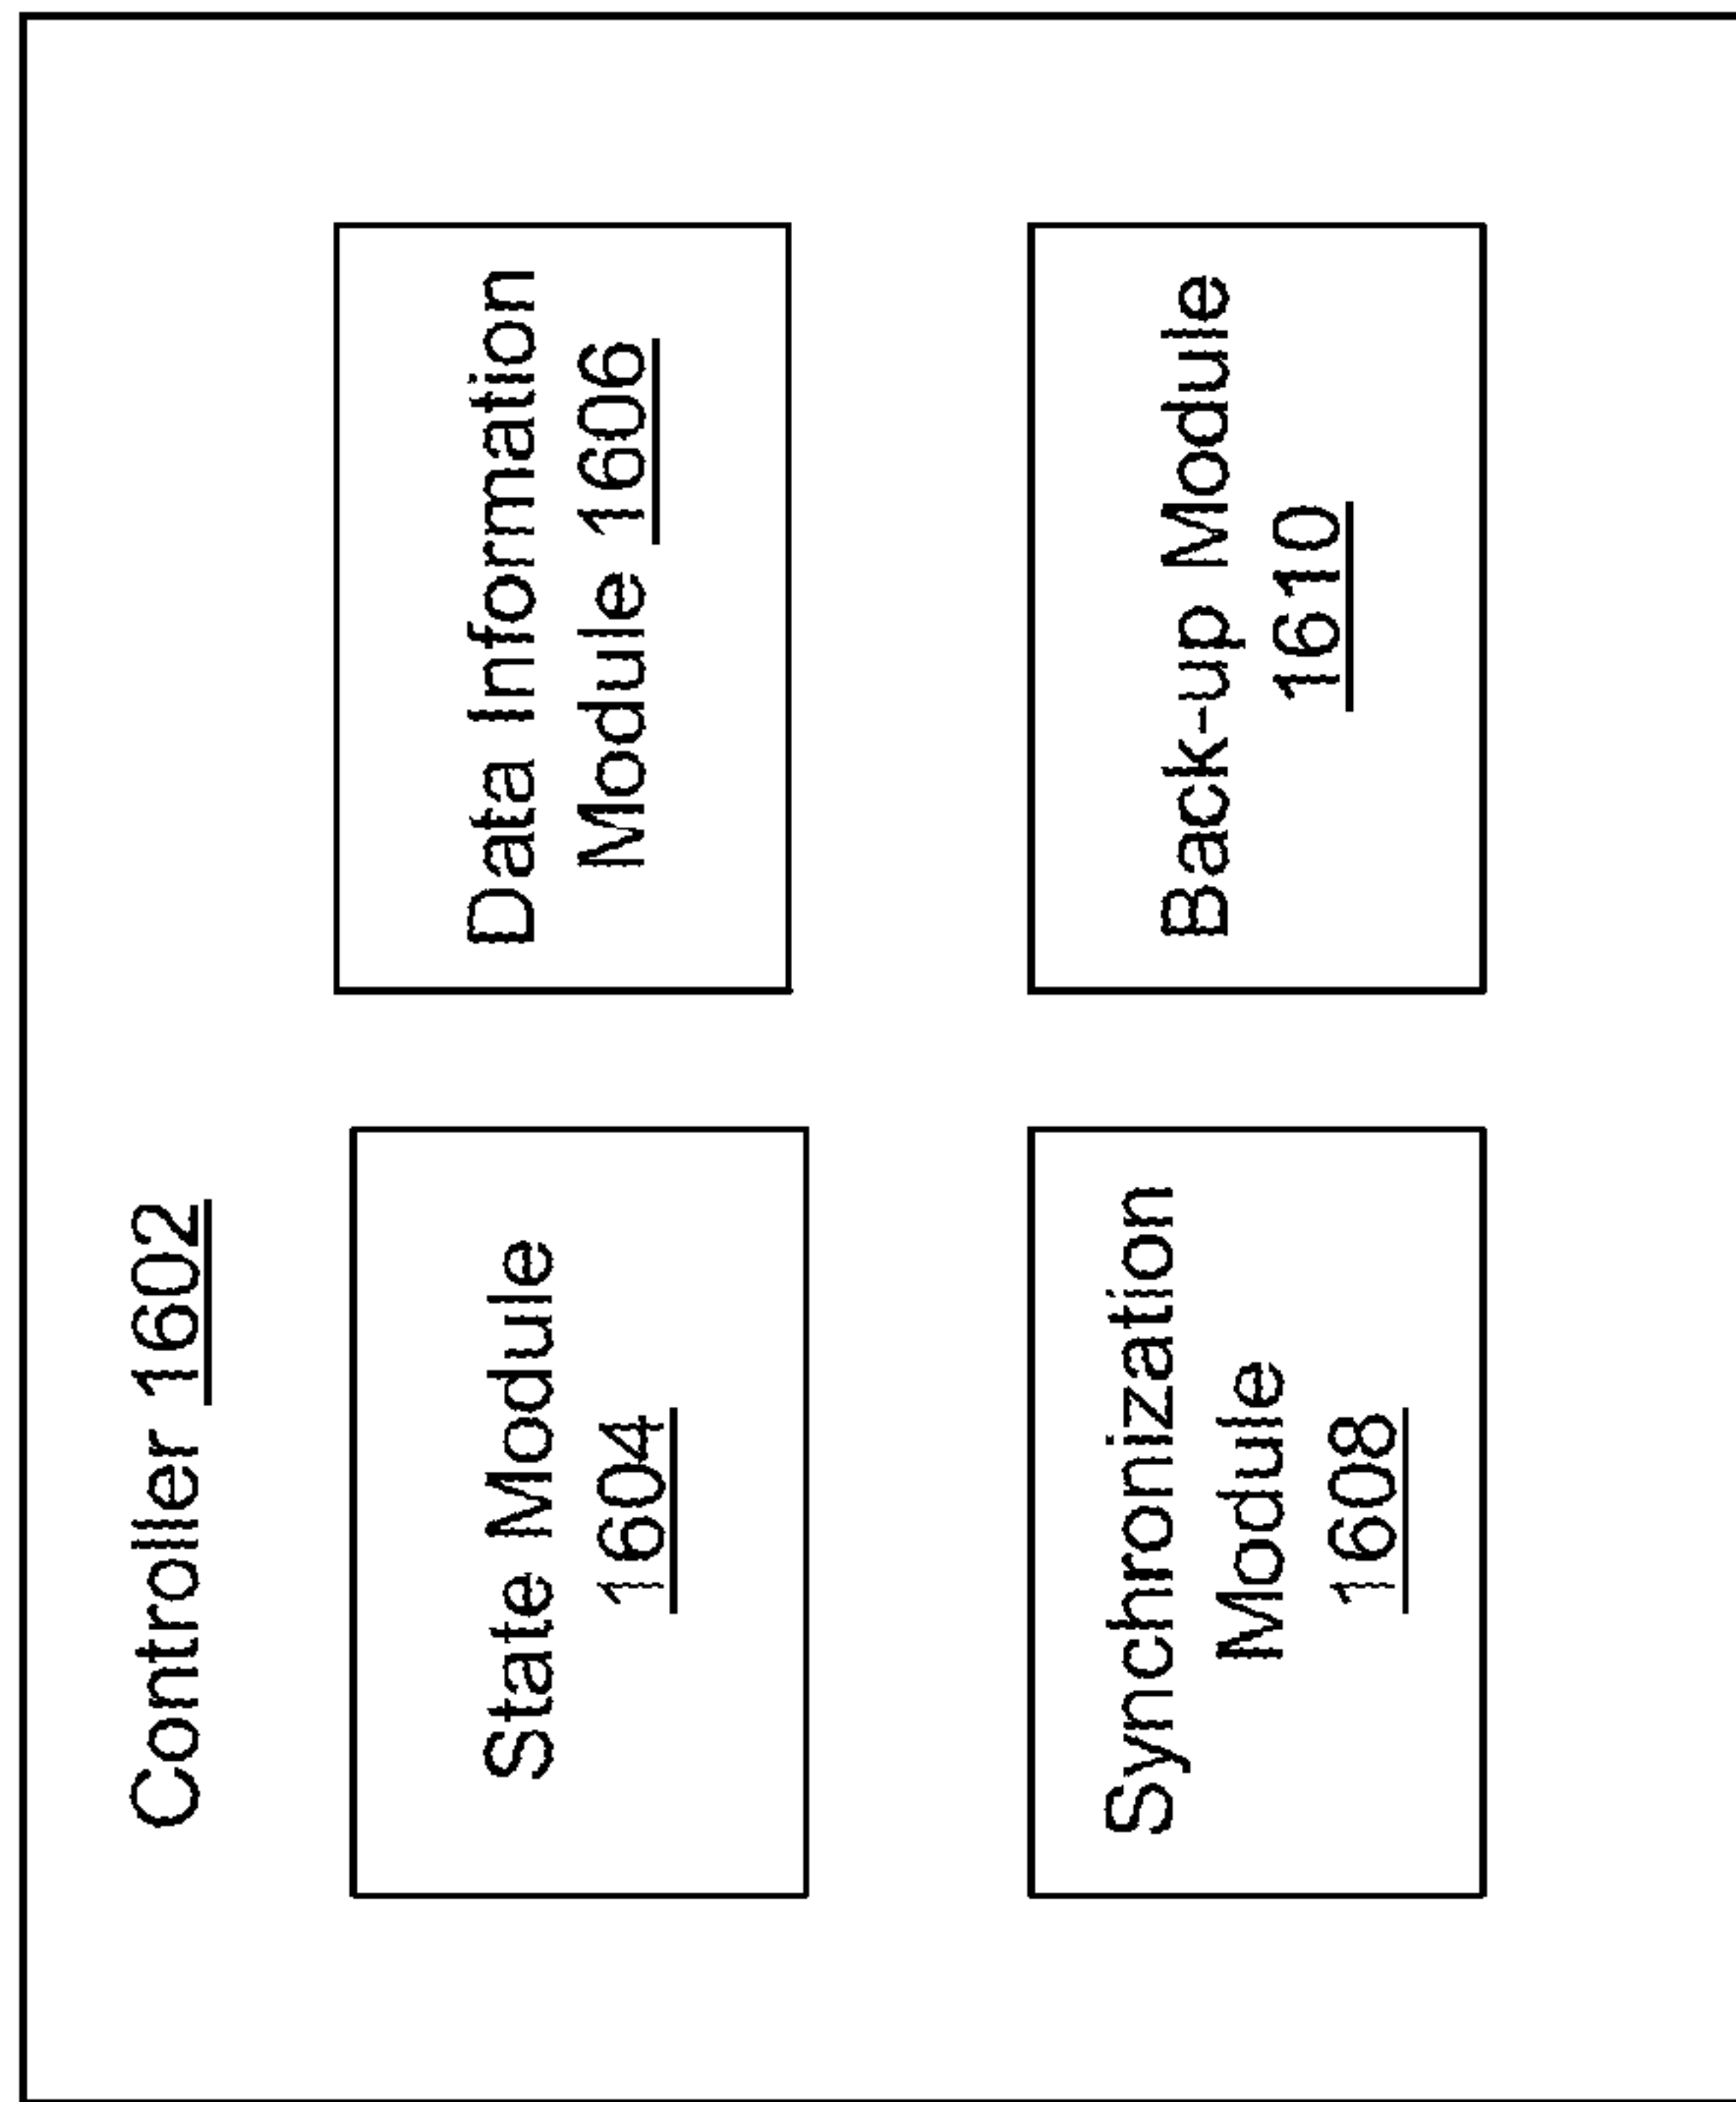 Controller 1602
State Module
1604
Data Information
Module 1606
Synchronization
Module
1608
Back-up Module
1610